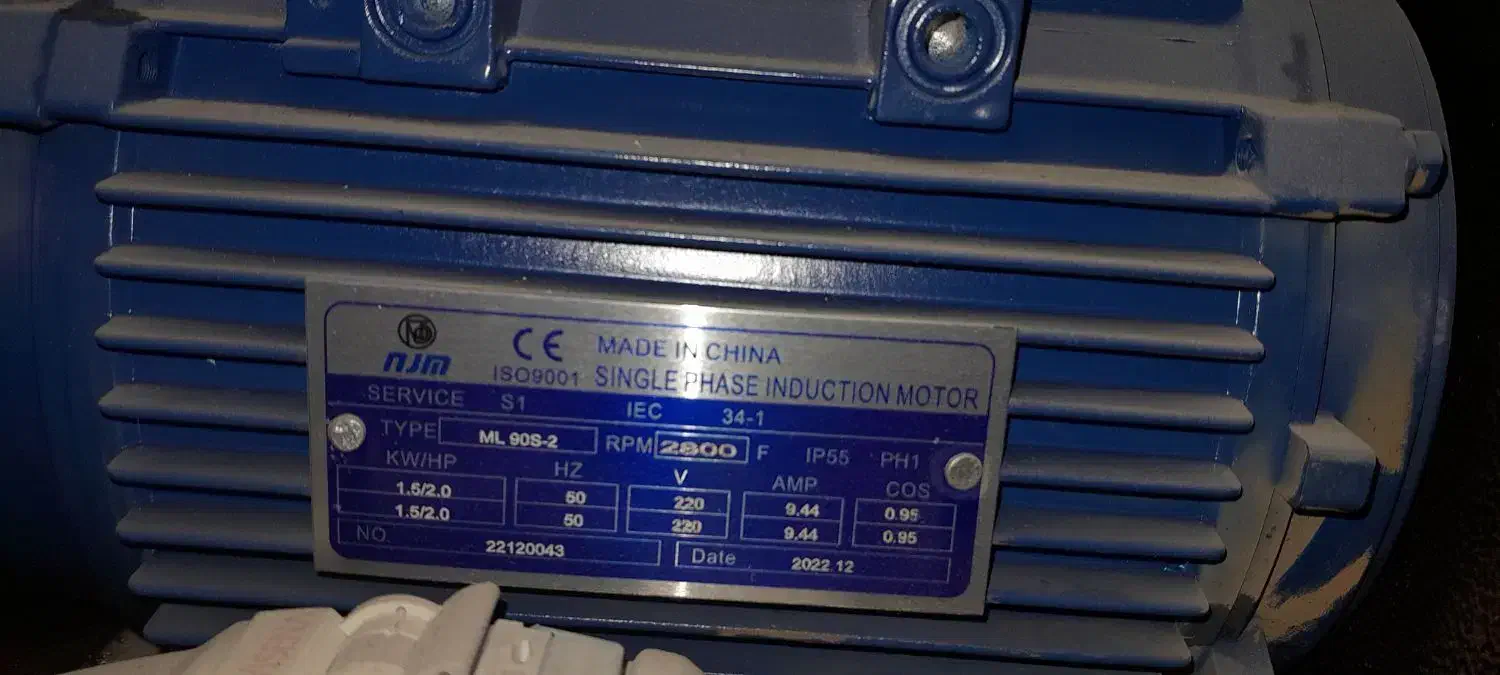 njm
CE MADE IN CHINA
ISO9001 SINGLE PHASE INDUCTION MOTOR
SERVICE S1 IEC 34-1
TYPE ML 90S-2 RPM 2800 F IP55 PH1
KW/HP HZ V AMP COS
1.5/2.0 50 220 9.44 0.95
1.5/2.0 50 220 9.44 0.95
NO 22120043 Date 2022.12